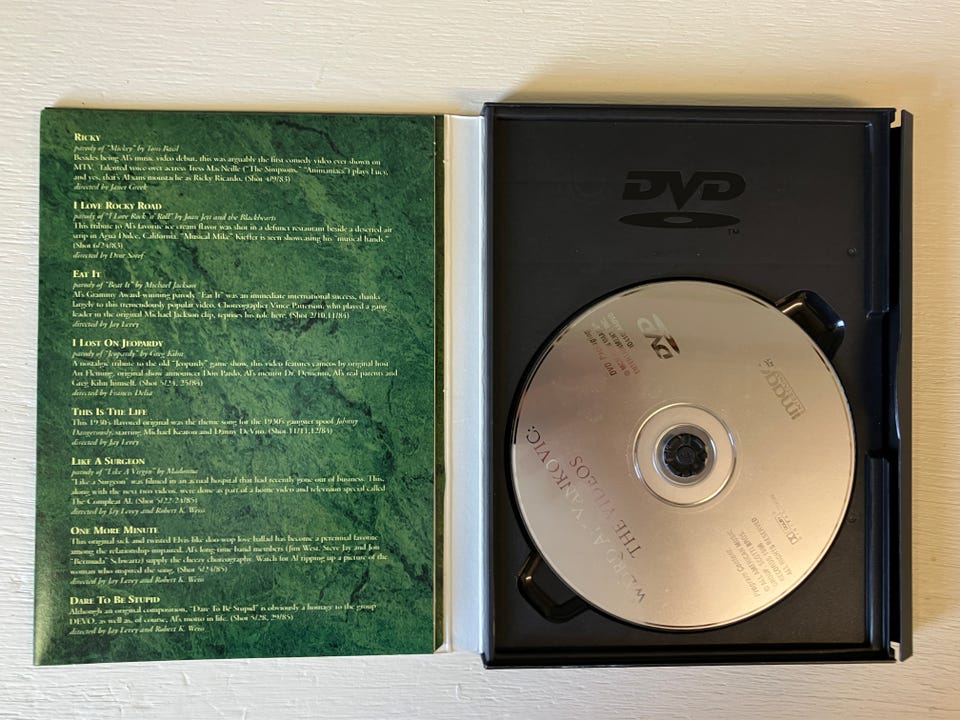 RICKY
parody of "Mickey" by Toni Basil
Besides being Al's music video debut, this was arguably the first comedy video ever shown on
MTV. Talented voice over actress Tress MacNeille ("The Simpsons," "Animaniacs") plays Lucy,
and yes, that's Al sans moustache as Ricky Ricardo. (Shot 4/9/83)
directed by Janet Greek
I LOVE ROCKY ROAD
parody of "I Love Rock 'n' Roll" by Joan Jett and the Blackhearts
This tribute to Al's favorite ice cream flavor was shot in a defunct restaurant beside a deserted air
strip in Agua Dulce, California. "Musical Mike" Kieffer is seen showcasing his "musical hands."
(Shot 6/24/83)
directed by Dror Soref
EAT IT
parody of "Beat It" by Michael Jackson
Al's Grammy Award-winning parody "Eat It" was an immediate international success, thanks
largely to this tremendously popular video. Choreographer Vince Patterson, who played a gang
leader in the original Michael Jackson clip, reprises his role here. (Shot 2/10,11/84)
directed by Jay Levey
I LOST ON JEOPARDY
parody of "Jeopardy" by Greg Kihn
A nostalgic tribute to the old "Jeopardy" game show, this video features cameos by original host
Art Fleming, original show announcer Don Pardo, Al's mentor Dr. Demento, Al's real parents and
Greg Kihn himself. (Shot 5/24, 25/84)
directed by Francis Delia
THIS IS THE LIFE
This 1930's flavored original was the theme song for the 1930's gangster spoof Johnny
Dangerously, starring Michael Keaton and Danny DeVito. (Shot 11/11,12/84)
directed by Jay Levey
LIKE A SURGEON
parody of "Like A Virgin" by Madonna
"Like a Surgeon" was filmed in an actual hospital that had recently gone out of business. This,
along with the next two videos, were done as part of a home video and television special called
The Compleat Al. (Shot 5/22-24/85)
directed by Jay Levey and Robert K. Weiss
ONE MORE MINUTE
This original sick and twisted Elvis-like doo-wop love ballad has become a perennial favorite
among the relationship impaired. Al's long-time band members (Jim West, Steve Jay and Jon
"Bermuda" Schwartz) supply the cheezy choreography. Watch for Al ripping up a picture of the
woman who inspired the song. (Shot 5/23/85)
directed by Jay Levey and Robert K. Weiss
DARE TO BE STUPID
Although an original composition, "Dare To Be Stupid" is obviously a homage to the group
DEVO, as well as, of course, Al's motto in life. (Shot 5/28, 29/85)
directed by Jay Levey and Robert K. Weiss
DVD
TM
DVD
DVD Packaging
image
"WEIRD AL" YANKOVIC:
THE VIDEOS
Program Content
© ALL AMERICAN MUSIC
GROUP SCOTTI BROS.
ALL RIGHTS RESERVED